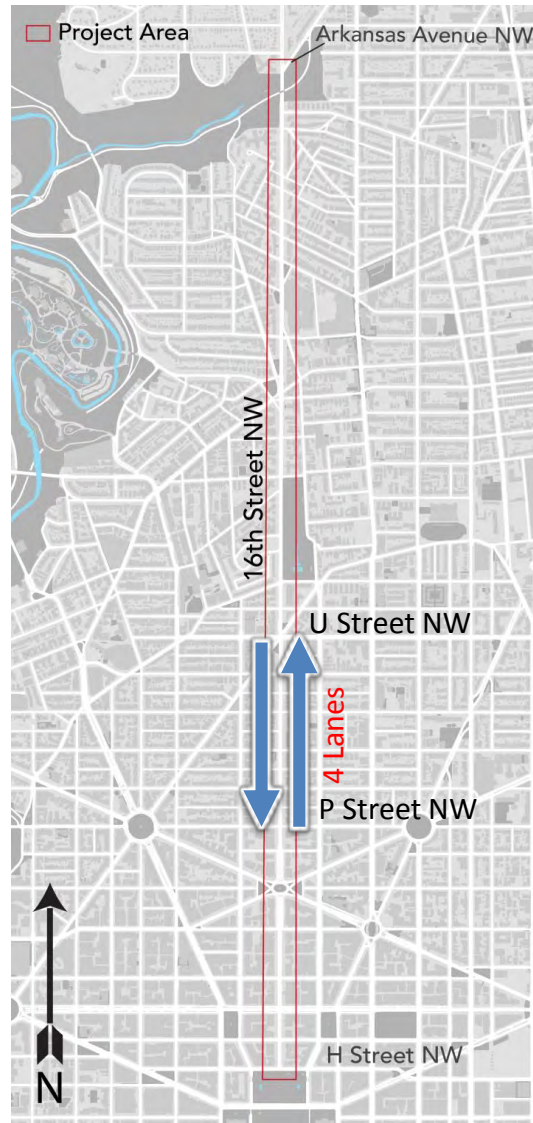 Project Area
Arkansas Avenue NW
16th Street NW
U Street NW
4 Lanes
P Street NW
H Street NW
N